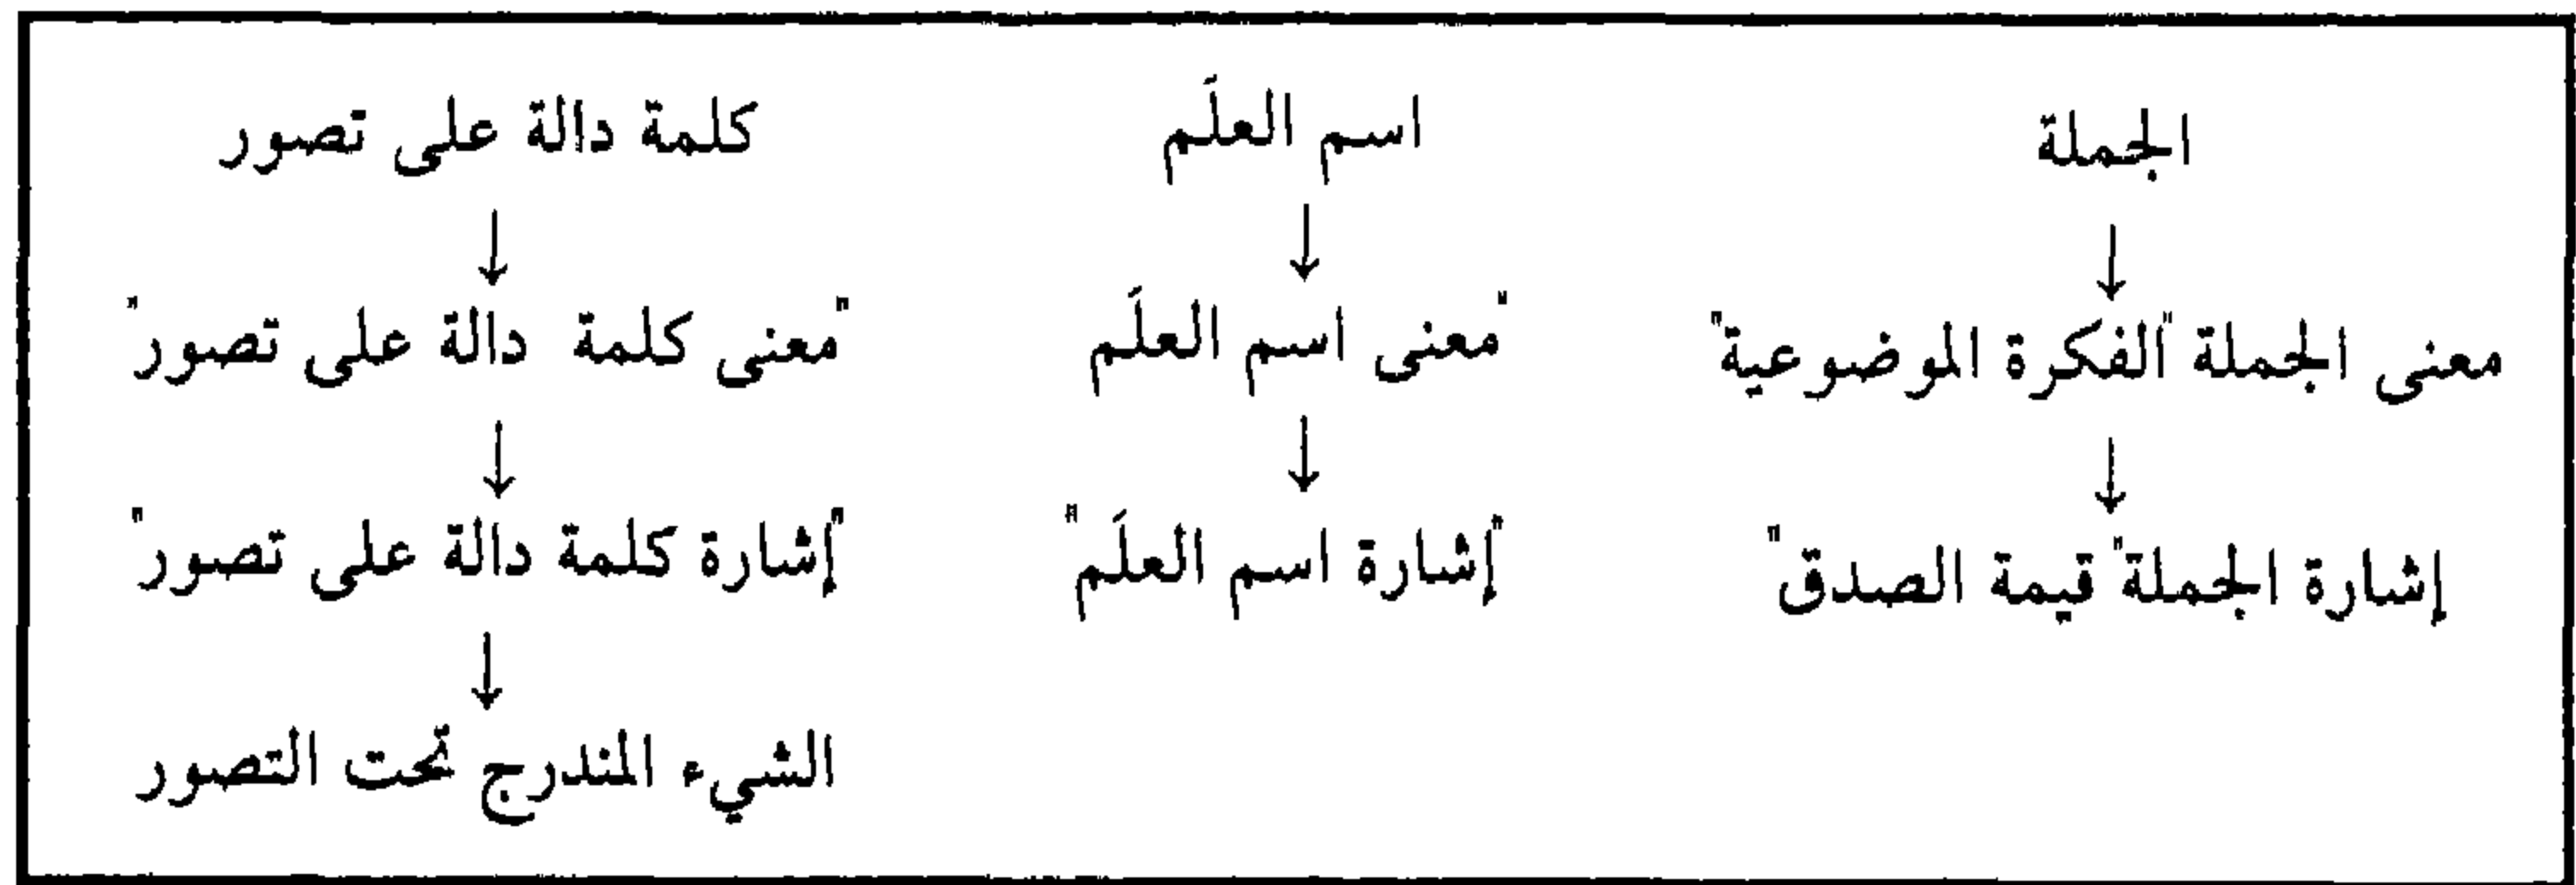 الجملة اسم العلَم كلمة دالة على تصور
↓ ↓ ↓
معنى الجملة "الفكرة الموضوعية" "معنى اسم العلَم "معنى كلمة دالة على تصور"
↓ ↓ ↓
إشارة الجملة "قيمة الصدق" "إشارة اسم العلَم" "إشارة كلمة دالة على تصور"
↓
الشيء المندرج تحت التصور